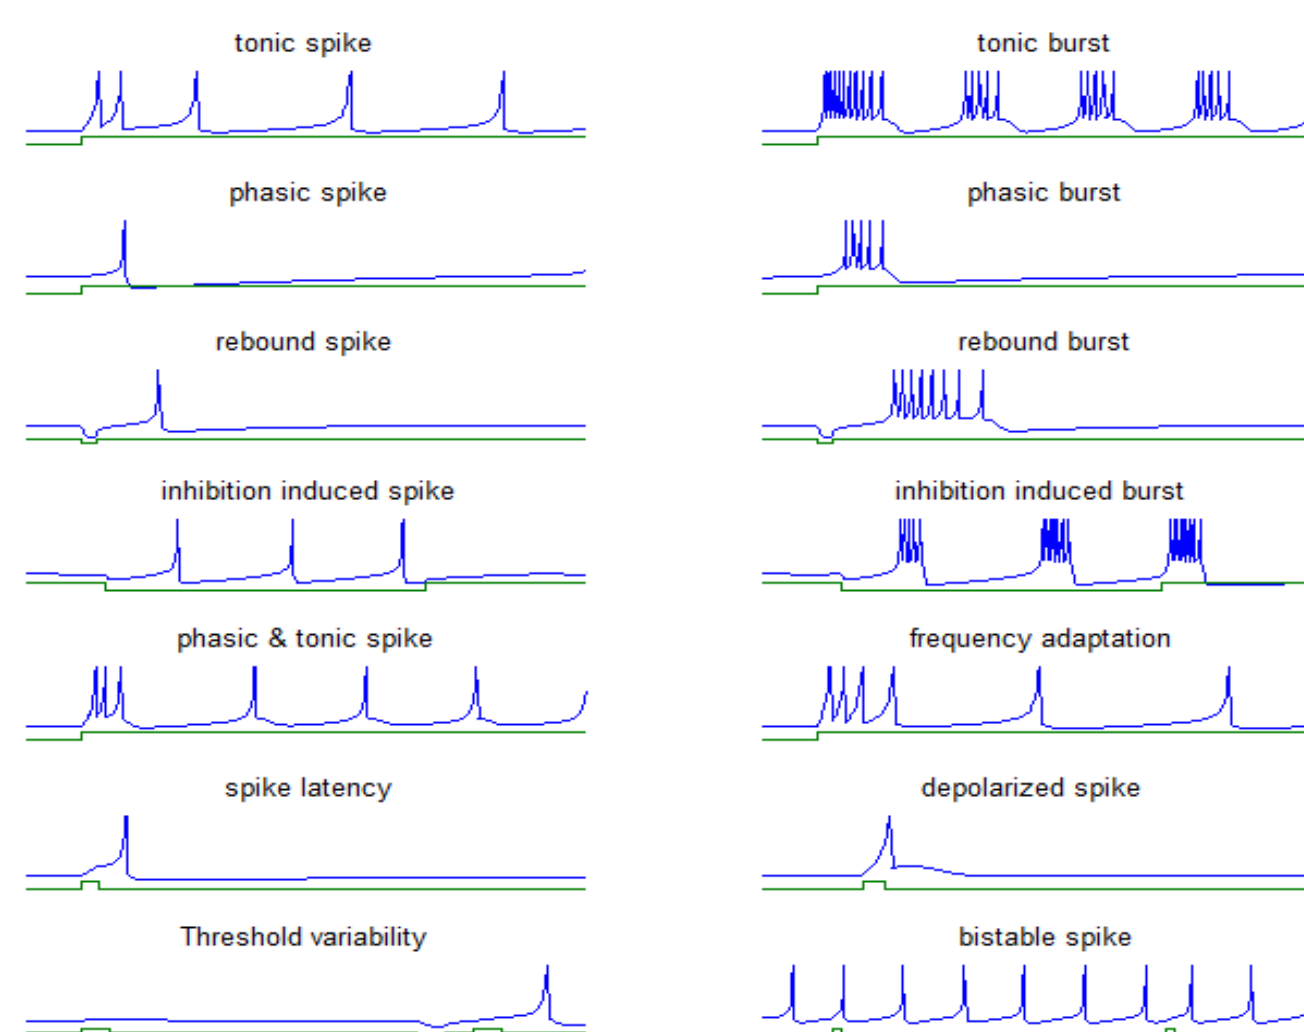 tonic spike
tonic burst
phasic spike
phasic burst
rebound spike
rebound burst
inhibition induced spike
inhibition induced burst
phasic & tonic spike
frequency adaptation
spike latency
depolarized spike
Threshold variability
bistable spike